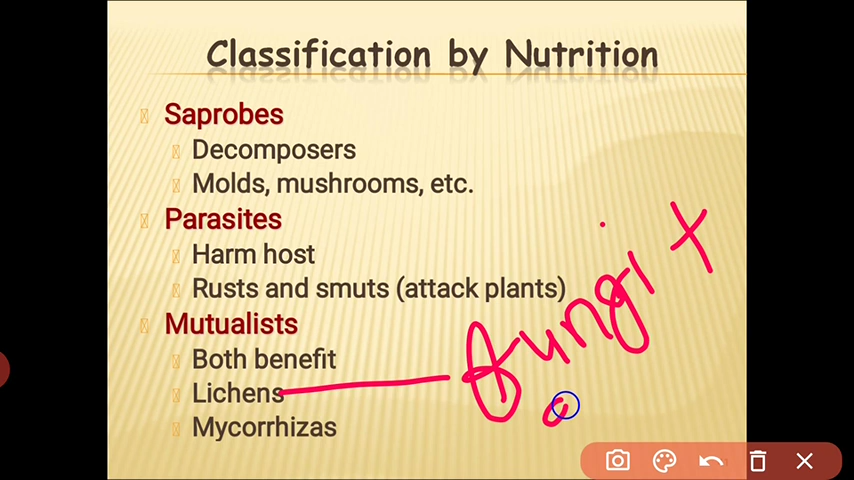 Classification by Nutrition
Saprobes
Decomposers
Molds, mushrooms, etc.
Parasites
Harm host
Rusts and smuts (attack plants)
Mutualists
Both benefit
Lichens
fungi +
a
Mycorrhizas